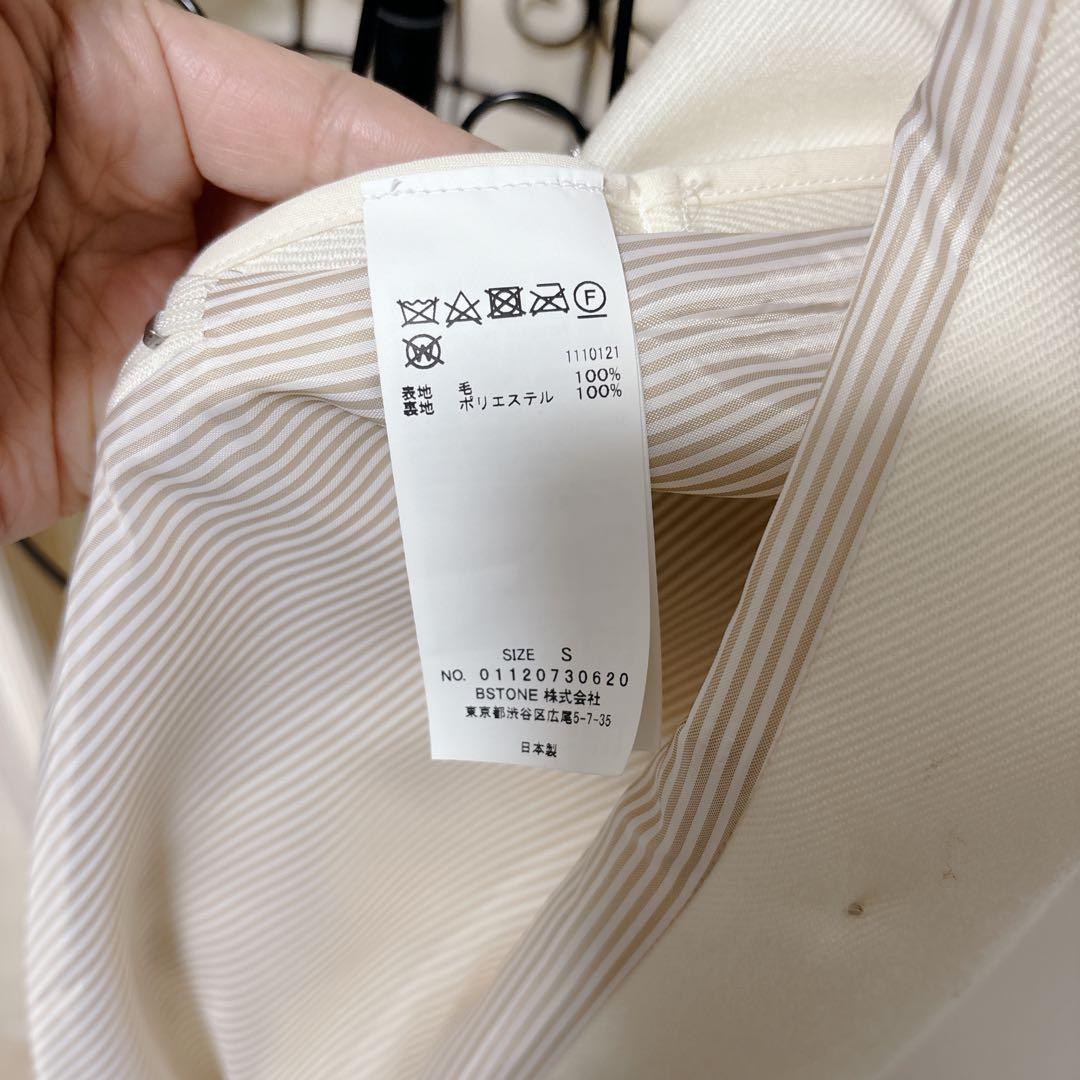 F
W
1110121
表地 毛 100%
裏地 ポリエステル 100%
SIZE S
NO. 01120730620
BSTONE 株式会社
東京都渋谷区広尾5-7-35
日本製